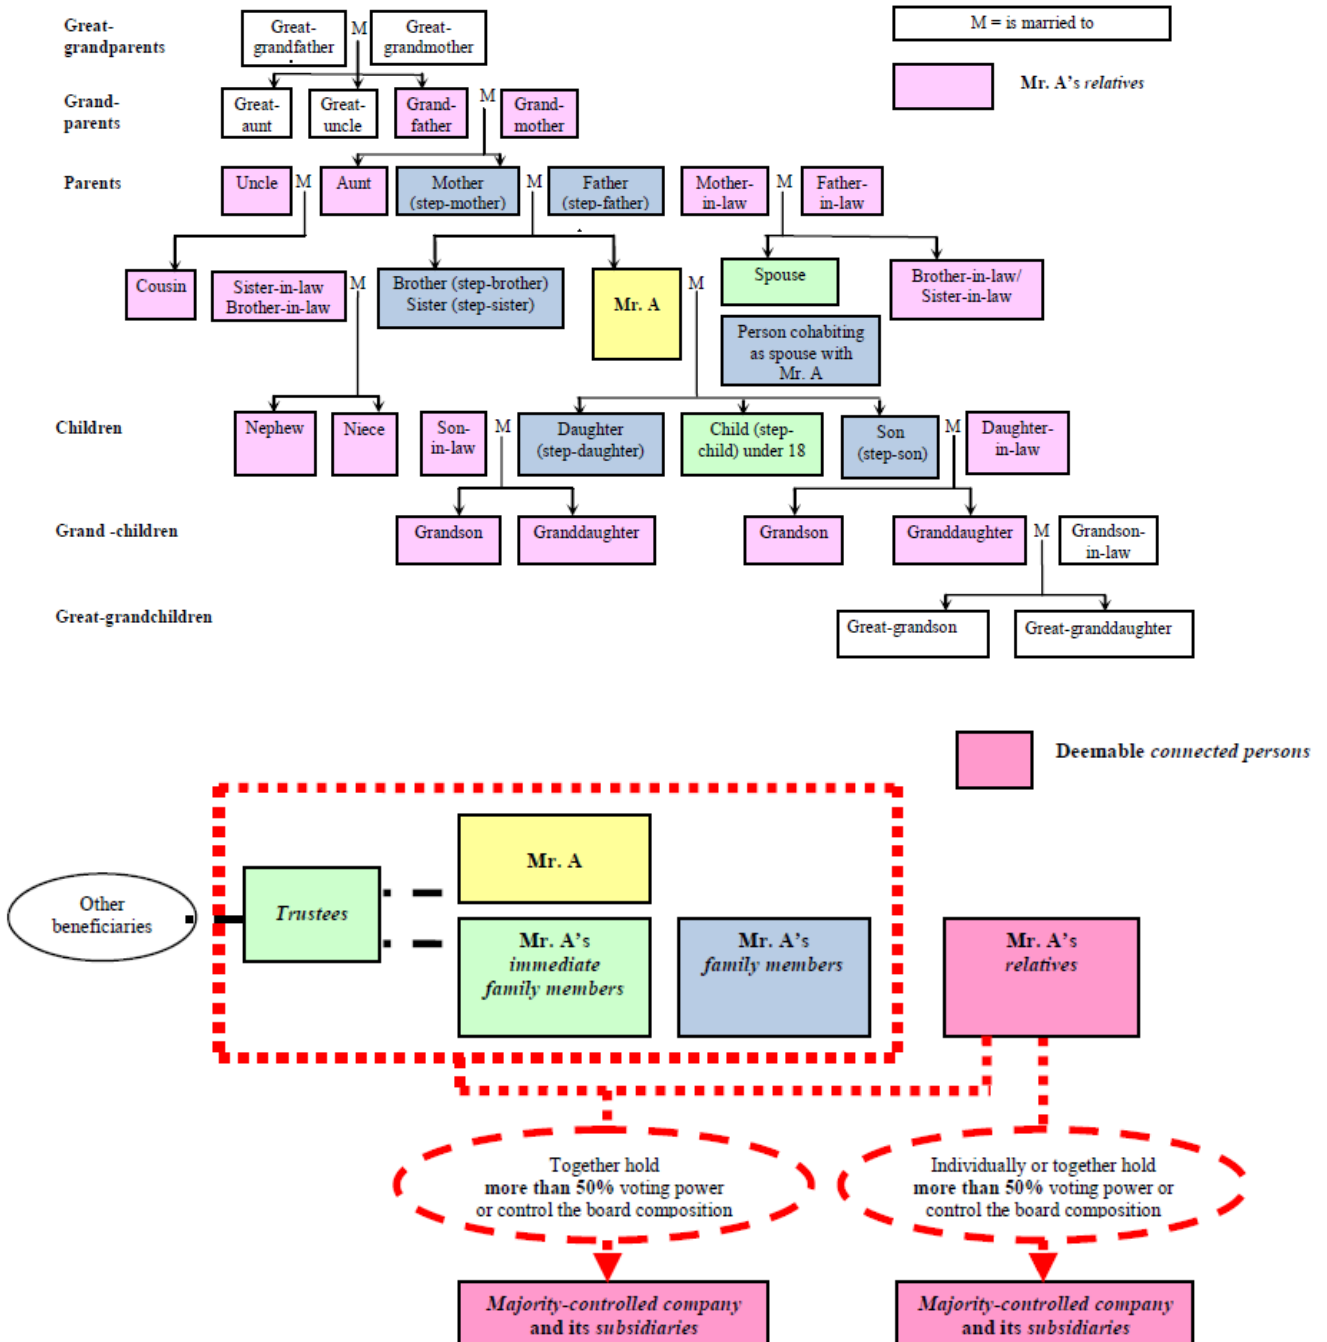 Great-
grandparents
Great-
grandfather
M
Great-
grandmother
M = is married to
Mr. A's relatives
Grand-
parents
Great-
aunt
Great-
uncle
Grand-
father
M
Grand-
mother
Parents
Uncle
M
Aunt
Mother
(step-mother)
M
Father
(step-father)
Mother-
in-law
M
Father-
in-law
Cousin
Sister-in-law
Brother-in-law
M
Brother (step-brother)
Sister (step-sister)
Mr. A
M
Spouse
Brother-in-law/
Sister-in-law
Person cohabiting
as spouse with
Mr. A
Children
Nephew
Niece
Son-
in-law
M
Daughter
(step-daughter)
Child (step-
child) under 18
Son
(step-son)
M
Daughter-
in-law
Grand -children
Grandson
Granddaughter
Grandson
Granddaughter
M
Grandson-
in-law
Great-grandchildren
Great-grandson
Great-granddaughter
Deemable connected persons
Other
beneficiaries
Trustees
Mr. A
Mr. A's
immediate
family members
Mr. A's
family members
Mr. A's
relatives
Together hold
more than 50% voting power
or control the board composition
Individually or together hold
more than 50% voting power or
control the board composition
Majority-controlled company
and its subsidiaries
Majority-controlled company
and its subsidiaries